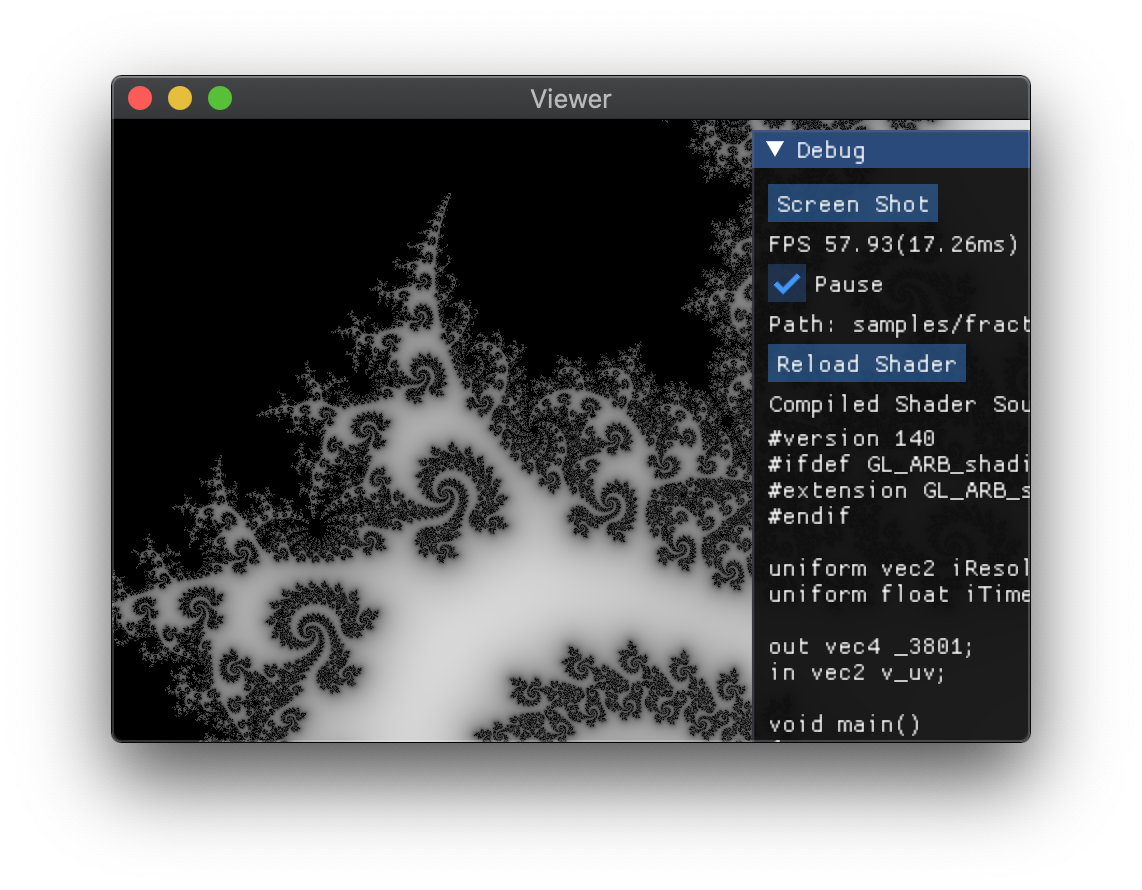 Viewer
Debug
Screen Shot
FPS 57.93(17.26ms)
Pause
Path: samples/fract
Reload Shader
Compiled Shader Sou
#version 140
#ifdef GL_ARB_shadi
#extension GL_ARB_s
#endif
uniform vec2 iResol
uniform float iTime
out vec4 _3801;
in vec2 v_uv;
void main()